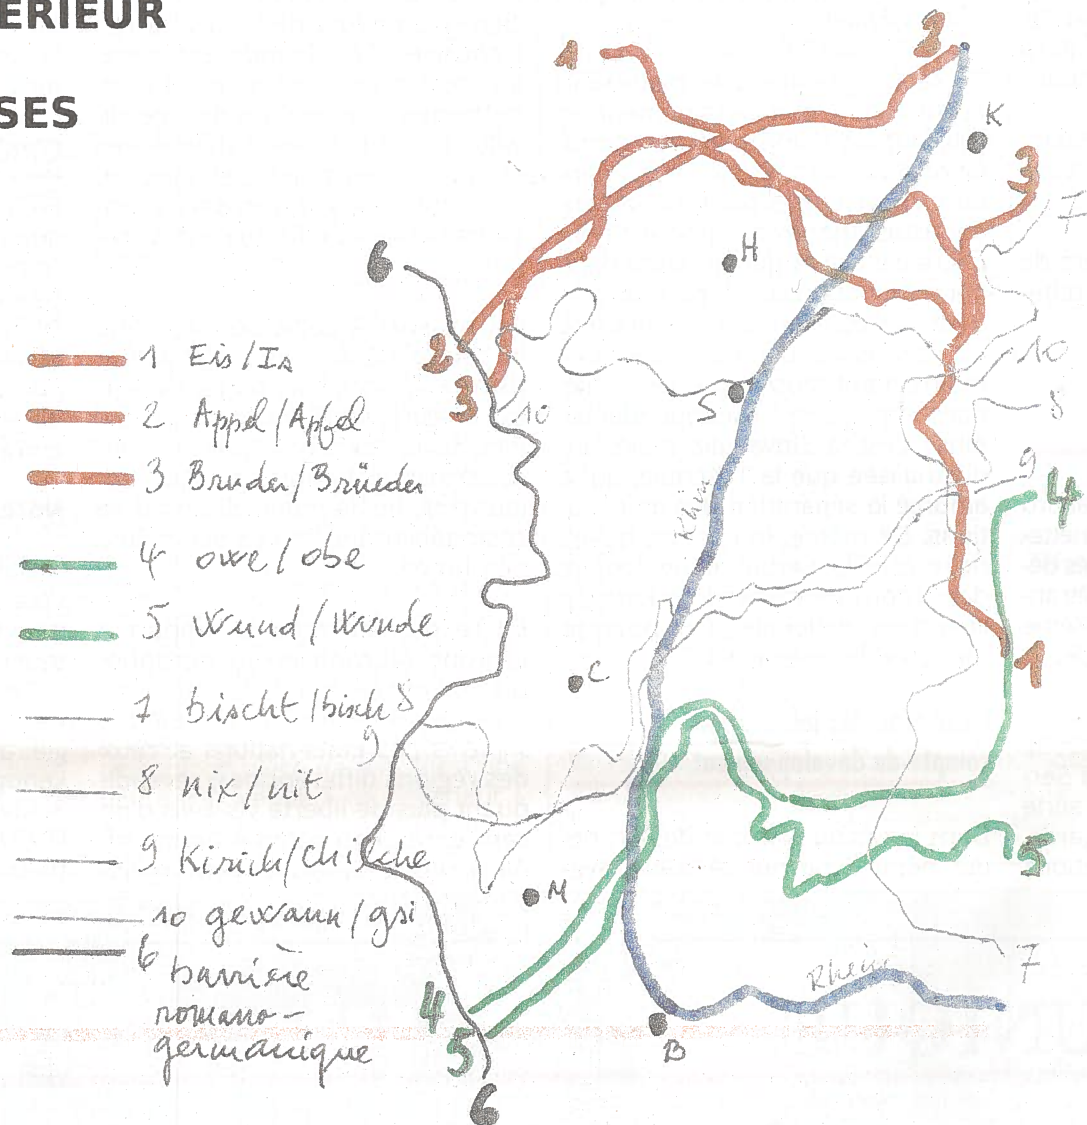 ERIEUR
SES
1 2 K 3 7
H
6
2
3
10
10
S
8
9
4
Rhin
1 Eis/Is
2 Appel/Apfel
3 Bruder/Brüeder
4 owe/obe
5 Wund/Wunde
7 bischt/bisch
8 nix/nit
9 Kirich/Chilche
10 gewann/gsi
6 barrière
romano-
germanique
1
C
8
9
5
M
4
5
6
B
Rhein
7